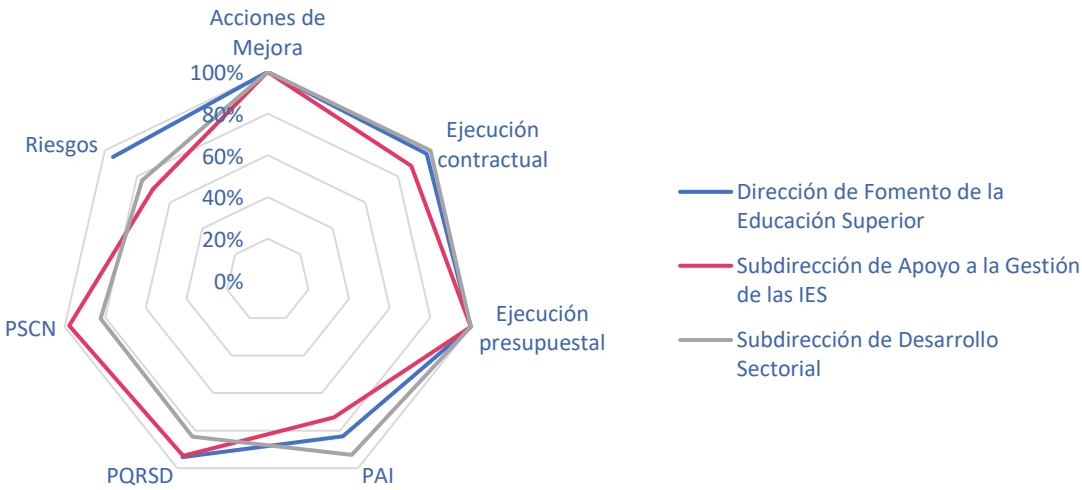 Acciones de
Mejora
100%
80%
60%
40%
20%
0%
Ejecución
contractual
Ejecución
presupuestal
PAI
PQRSD
PSCN
Riesgos
Dirección de Fomento de la
Educación Superior
Subdirección de Apoyo a la Gestión
de las IES
Subdirección de Desarrollo
Sectorial